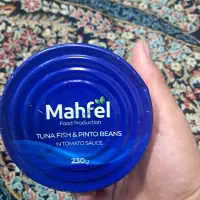 Mahfel
Food Production
TUNA FISH & PINTO BEANS
IN TOMATO SAUCE
230g